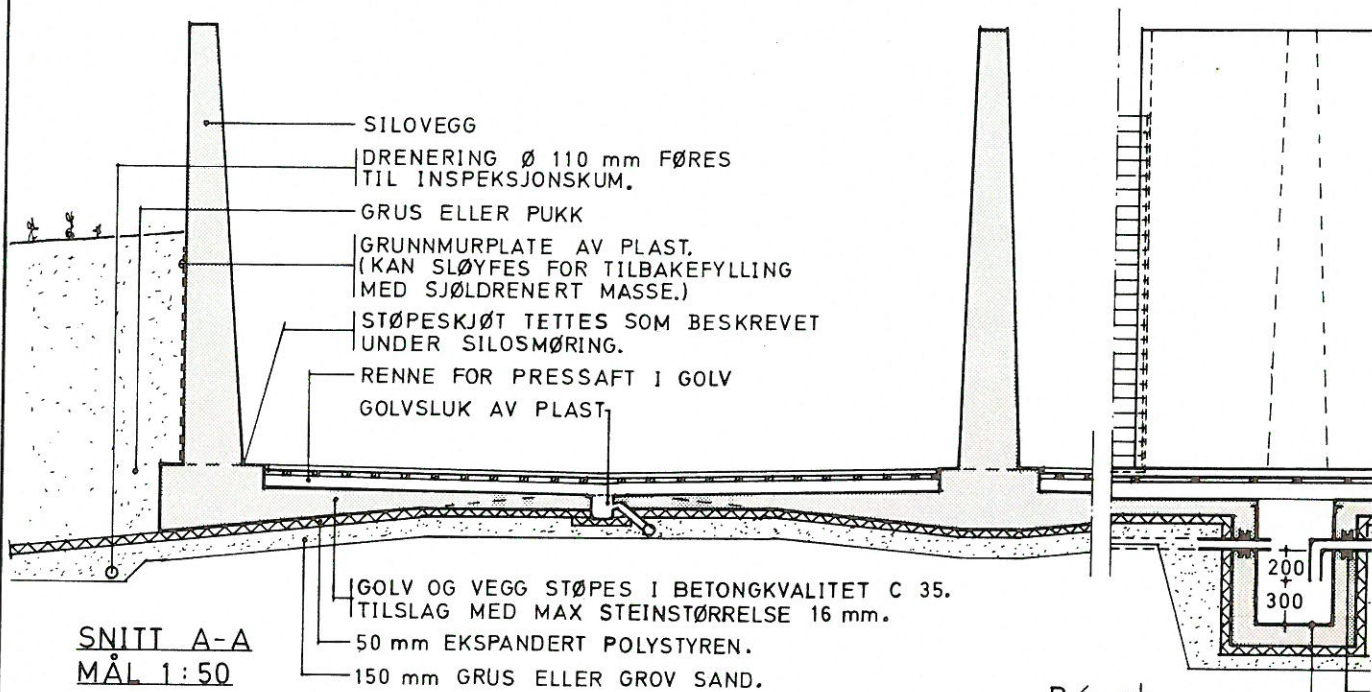 SILOVEGG
DRENERING Ø 110 mm FØRES
TIL INSPEKSJONSKUM.
GRUS ELLER PUKK
GRUNNMURPLATE AV PLAST.
(KAN SLØYFES FOR TILBAKEFYLLING
MED SJØLDRENERT MASSE.)
STØPESKJØT TETTES SOM BESKREVET
UNDER SILOSMØRING.
RENNE FOR PRESSAFT I GOLV
GOLVSLUK AV PLAST
200
300
GOLV OG VEGG STØPES I BETONGKVALITET C 35.
TILSLAG MED MAX STEINSTØRRELSE 16 mm.
50 mm EKSPANDERT POLYSTYREN.
150 mm GRUS ELLER GROV SAND.
SNITT A-A
MÅL 1:50